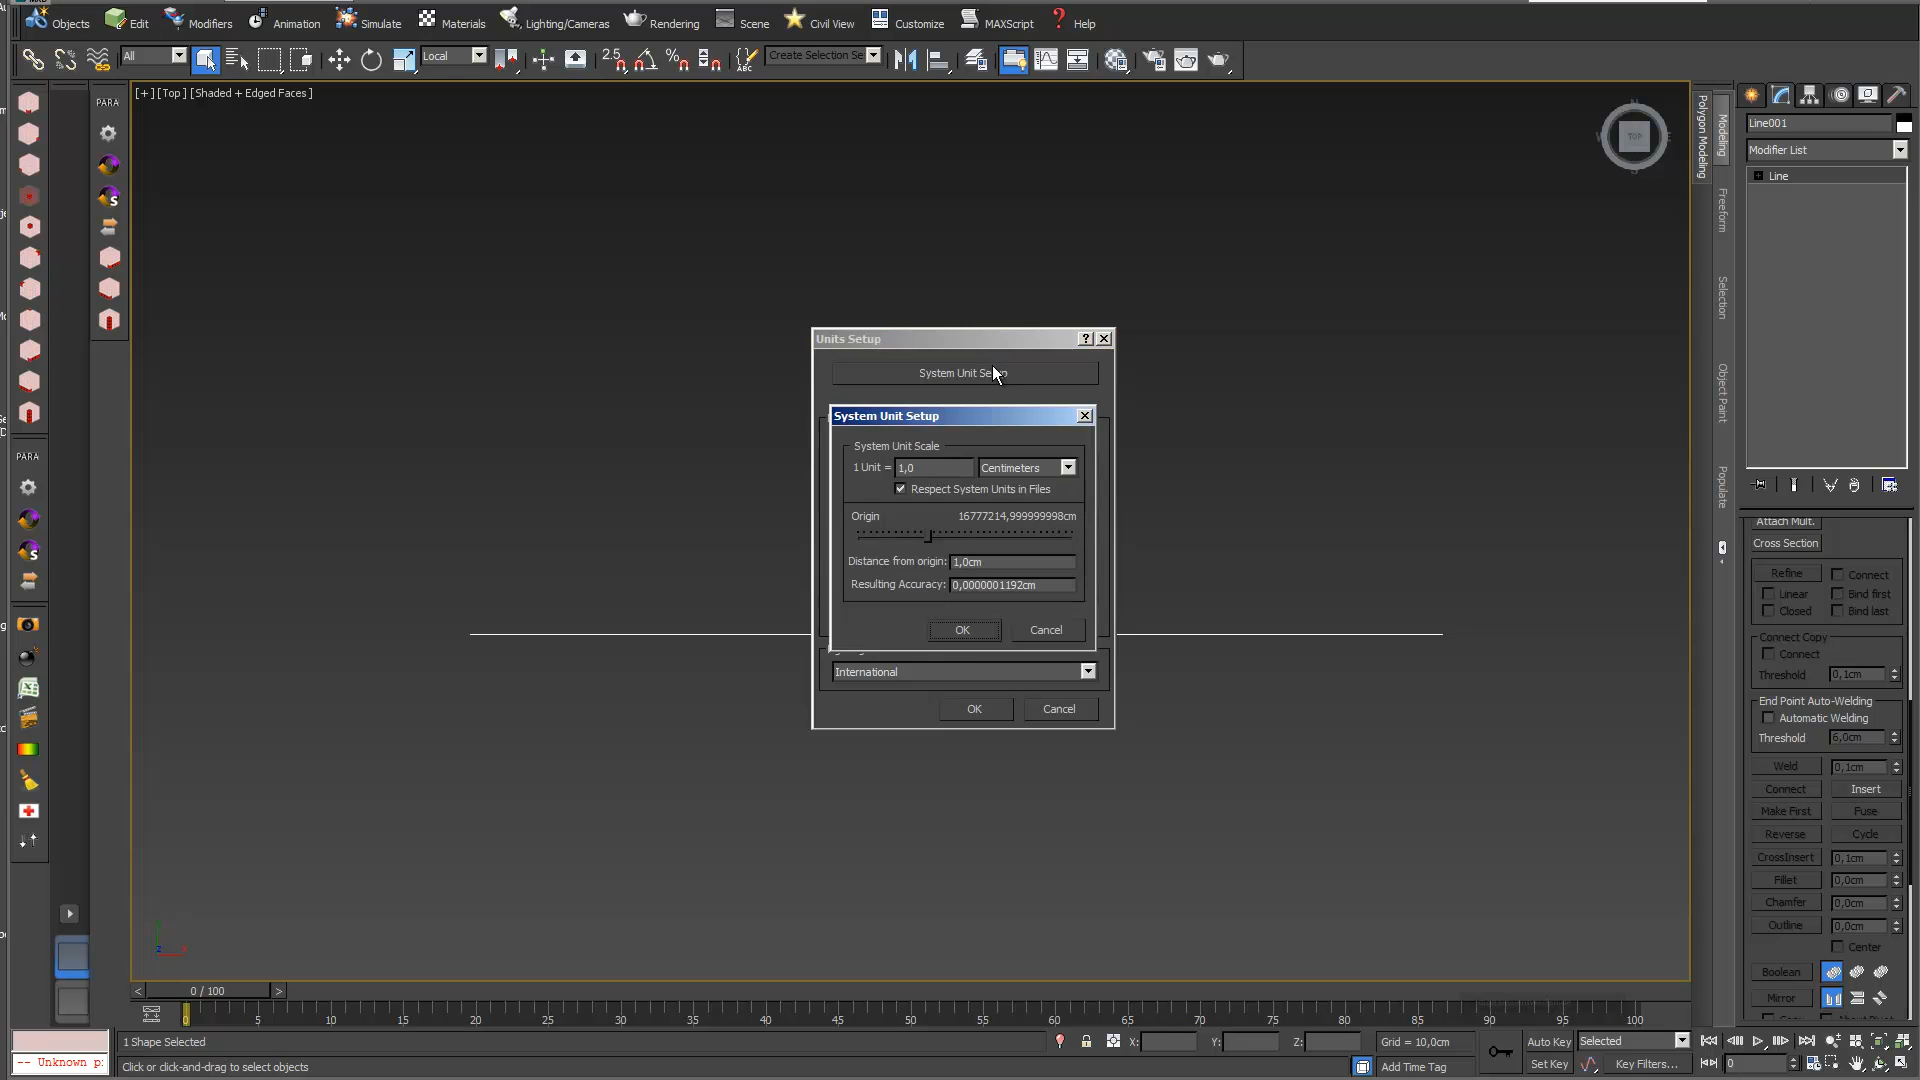 Objects Edit Modifiers Animation Simulate Materials Lighting/Cameras Rendering Scene Civil View Customize MAXScript Help
All Local 2.5 % ABC Create Selection Se
[+] [Top ] [Shaded + Edged Faces ]
PARA
TOP
Polygon Modeling
Modeling
Freeform
Selection
Object Paint
Populate
Line001
Modifier List
Line
Units Setup
System Unit Se
System Unit Setup
System Unit Scale
1 Unit = 1,0 Centimeters
Respect System Units in Files
Origin 16777214,999999998cm
Distance from origin: 1,0cm
Resulting Accuracy: 0,0000001192cm
OK Cancel
International
OK Cancel
PARA
Attach Mult.
Cross Section
Refine Connect
Linear Bind first
Closed Bind last
Connect Copy
Connect
Threshold 0,1cm
End Point Auto-Welding
Automatic Welding
Threshold 6,0cm
Weld 0,1cm
Connect Insert
Make First Fuse
Reverse Cycle
CrossInsert 0,1cm
Fillet 0,0cm
Chamfer 0,0cm
Outline 0,0cm
Center
Boolean
Mirror
< 0 / 100 >
0 5 10 15 20 25 30 35 40 45 50 55 60 65 70 75 80 85 90 95 100
1 Shape Selected X: Y: Z: Grid = 10,0cm Auto Key Selected
-- Unknown p: Click or click-and-drag to select objects Add Time Tag Set Key Key Filters... 0